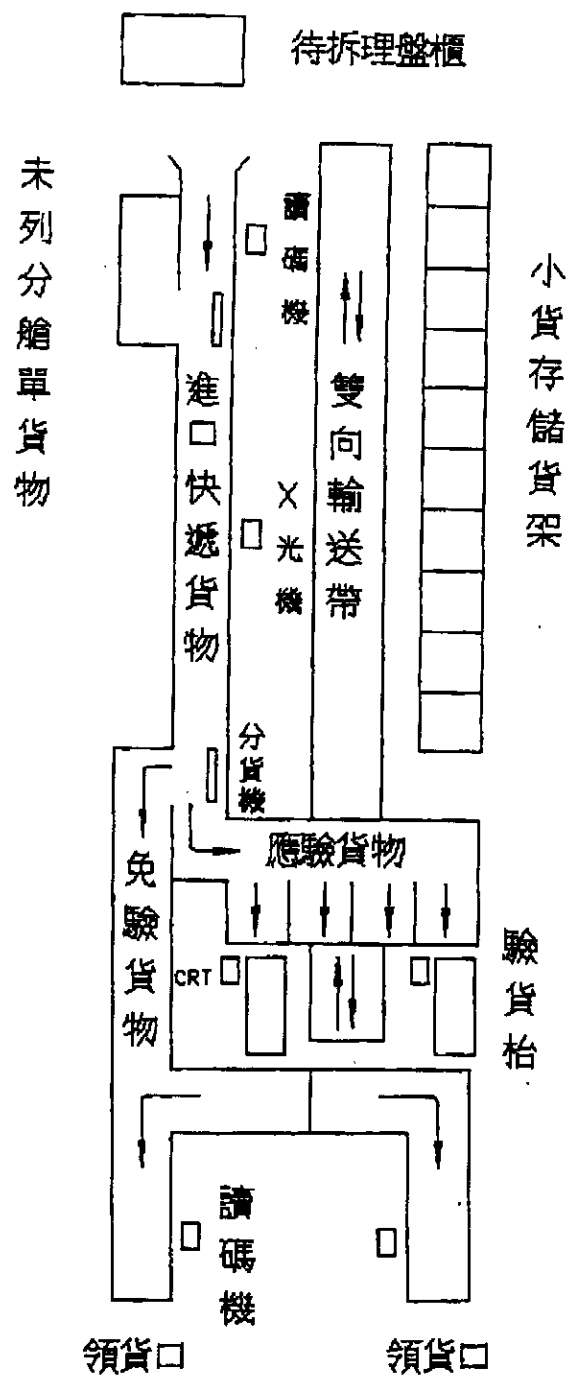 待拆理盤櫃
未列分艙單貨物
讀碼機
小貨存儲貨架
進口快遞貨物
雙向輸送帶
X光機
分貨機
應驗貨物
免驗貨物
CRT
驗貨枱
讀碼機
領貨口
領貨口